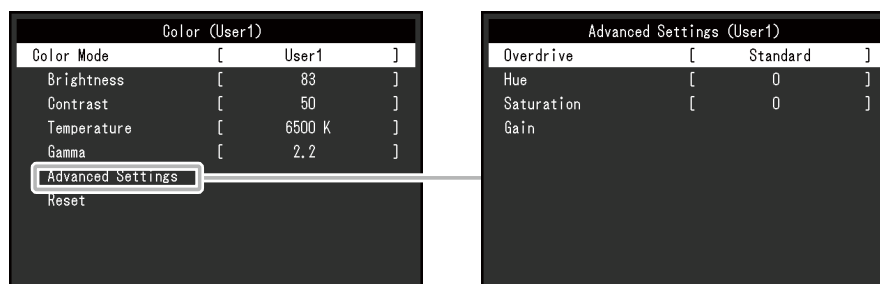 Color (User1)
Color Mode [ User1 ]
Brightness [ 83 ]
Contrast [ 50 ]
Temperature [ 6500 K ]
Gamma [ 2.2 ]
Advanced Settings
Reset
Advanced Settings (User1)
Overdrive [ Standard ]
Hue [ 0 ]
Saturation [ 0 ]
Gain